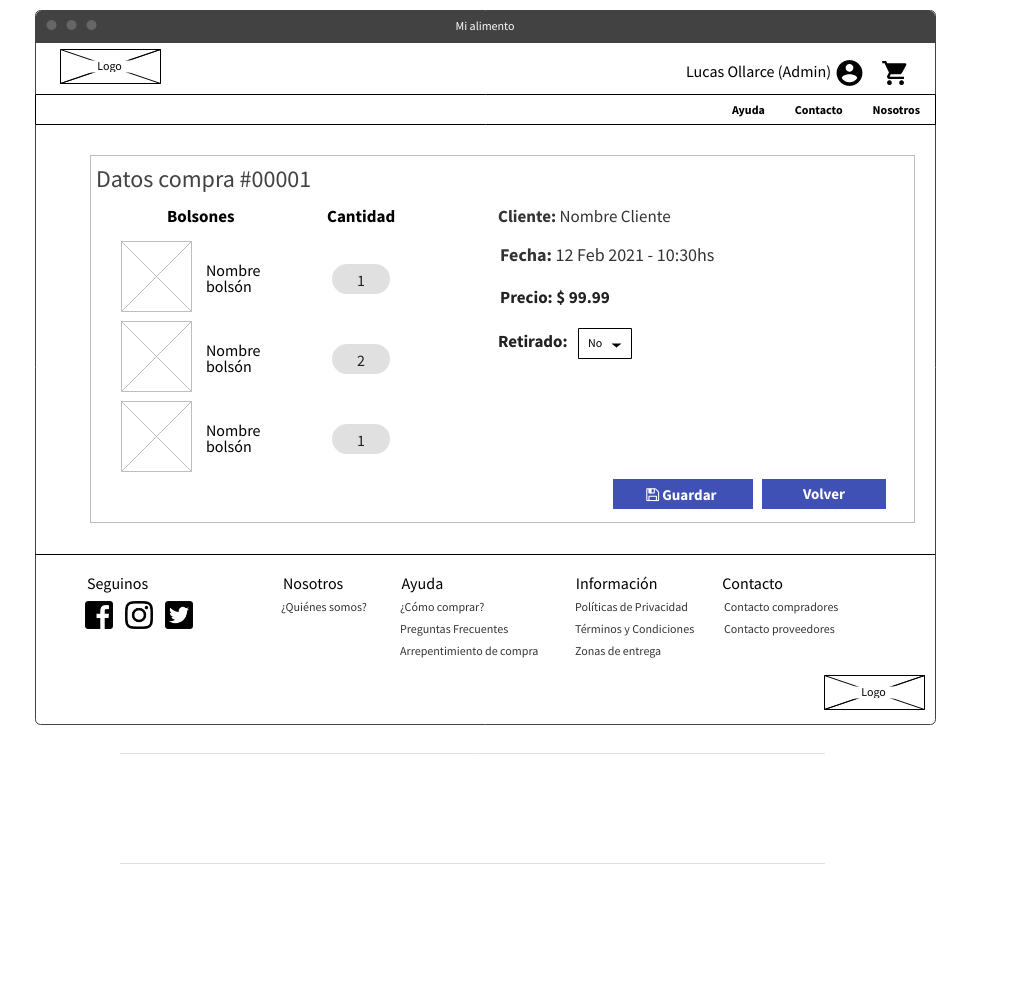 Mi alimento
Logo
Lucas Ollarce (Admin)
Ayuda Contacto Nosotros
Datos compra #00001
Bolsones Cantidad
Nombre
bolsón
1
Nombre
bolsón
2
Nombre
bolsón
1
Cliente: Nombre Cliente
Fecha: 12 Feb 2021 - 10:30hs
Precio: $ 99.99
Retirado: No
Guardar Volver
Seguinos
Nosotros
¿Quiénes somos?
Ayuda
¿Cómo comprar?
Preguntas Frecuentes
Arrepentimiento de compra
Información
Políticas de Privacidad
Términos y Condiciones
Zonas de entrega
Contacto
Contacto compradores
Contacto proveedores
Logo